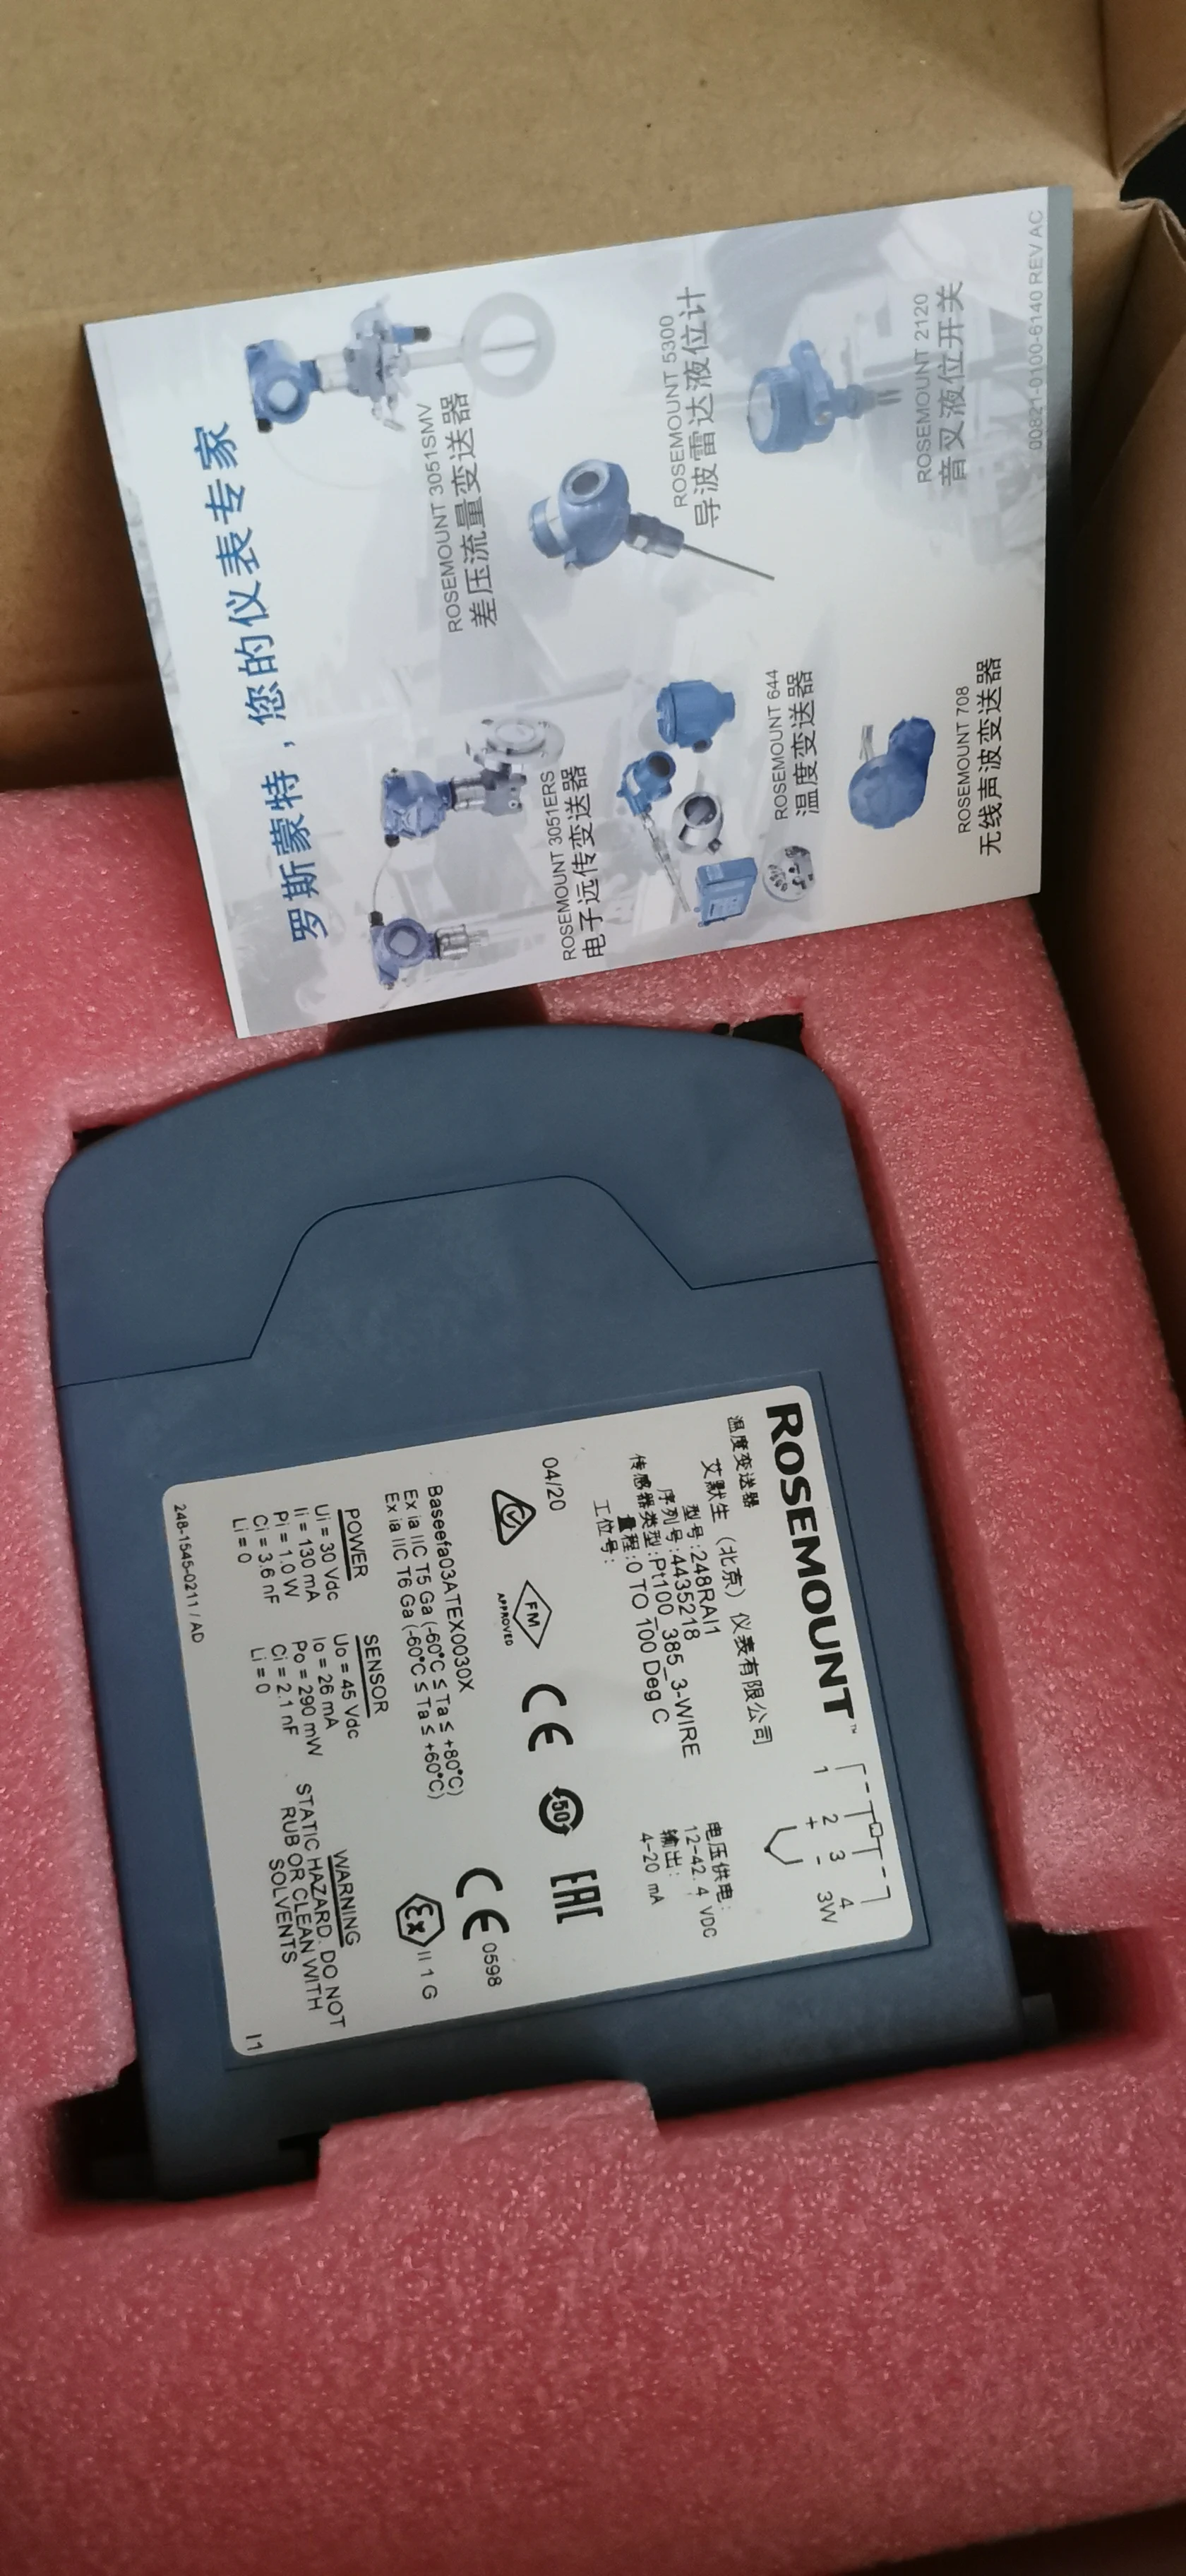 罗斯蒙特，您的仪表专家
ROSEMOUNT 3051ERS
电子远传变送器
ROSEMOUNT 3051SMV
差压流量变送器
ROSEMOUNT 644
温度变送器
ROSEMOUNT 5300
导波雷达液位计
ROSEMOUNT 708
无线声波变送器
ROSEMOUNT 2120
音叉液位开关
00821-0100-6140 REV AC
ROSEMOUNT™
温度变送器
艾默生（北京）仪表有限公司
型号:248RAI1
序列号:4435218
传感器类型:Pt100_385_3-WIRE
量程:0 TO 100 Deg C
工位号:
1 2 3 4
+ - 3W
电压供电:
12-42.4 VDC
输出:
4-20 mA
04/20
FM
APPROVED
CE
50
EAC
Baseefa03ATEX0030X
Ex ia IIC T5 Ga (-60°C ≤ Ta ≤ +80°C)
Ex ia IIC T6 Ga (-60°C ≤ Ta ≤ +60°C)
CE 0598
Ex II 1 G
POWER
Ui = 30 Vdc
Ii = 130 mA
Pi = 1.0 W
Ci = 3.6 nF
Li = 0
SENSOR
Uo = 45 Vdc
Io = 26 mA
Po = 290 mW
Ci = 2.1 nF
Li = 0
WARNING
STATIC HAZARD. DO NOT
RUB OR CLEAN WITH
SOLVENTS
248-1545-0211 / AD
I1